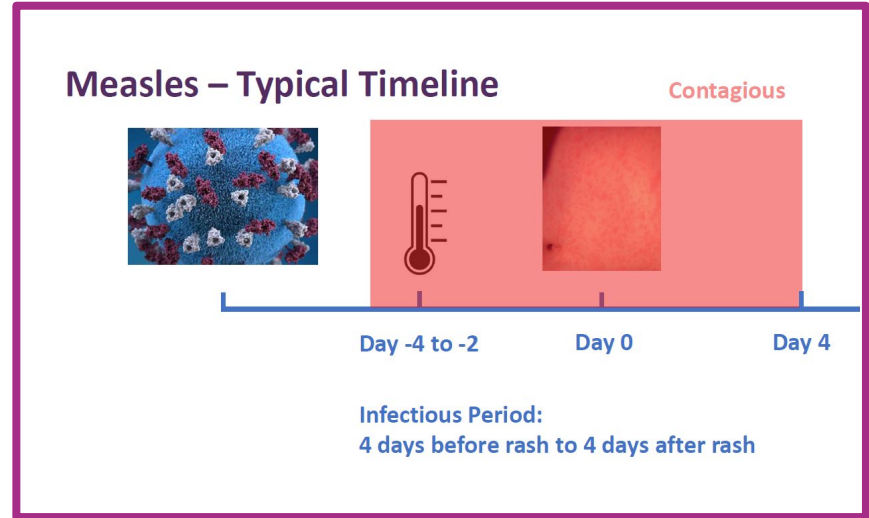 Measles – Typical Timeline
Contagious
Day -4 to -2
Day 0
Day 4
Infectious Period:
4 days before rash to 4 days after rash